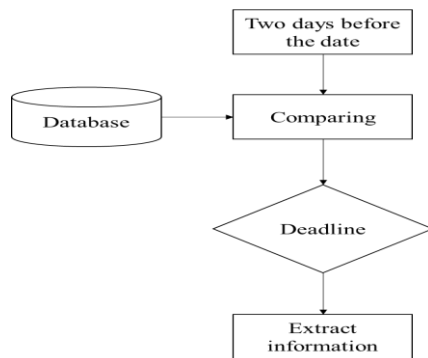 Two days before
the date
Database
Comparing
Deadline
Extract
information